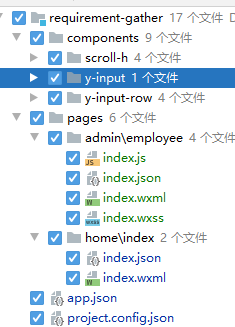 requirement-gather 17 个文件
components 9 个文件
scroll-h 4 个文件
y-input 1 个文件
y-input-row 4 个文件
pages 6 个文件
admin\employee 4 个文件
JS index.js
index.json
W index.wxml
WXSS index.wxss
home\index 2 个文件
index.json
W index.wxml
app.json
project.config.json